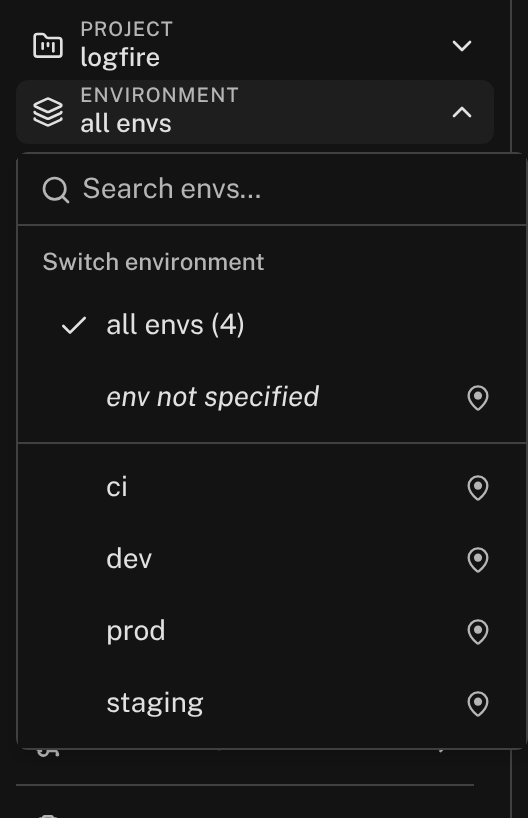 PROJECT
logfire
ENVIRONMENT
all envs
Search envs...
Switch environment
all envs (4)
env not specified
ci
dev
prod
staging